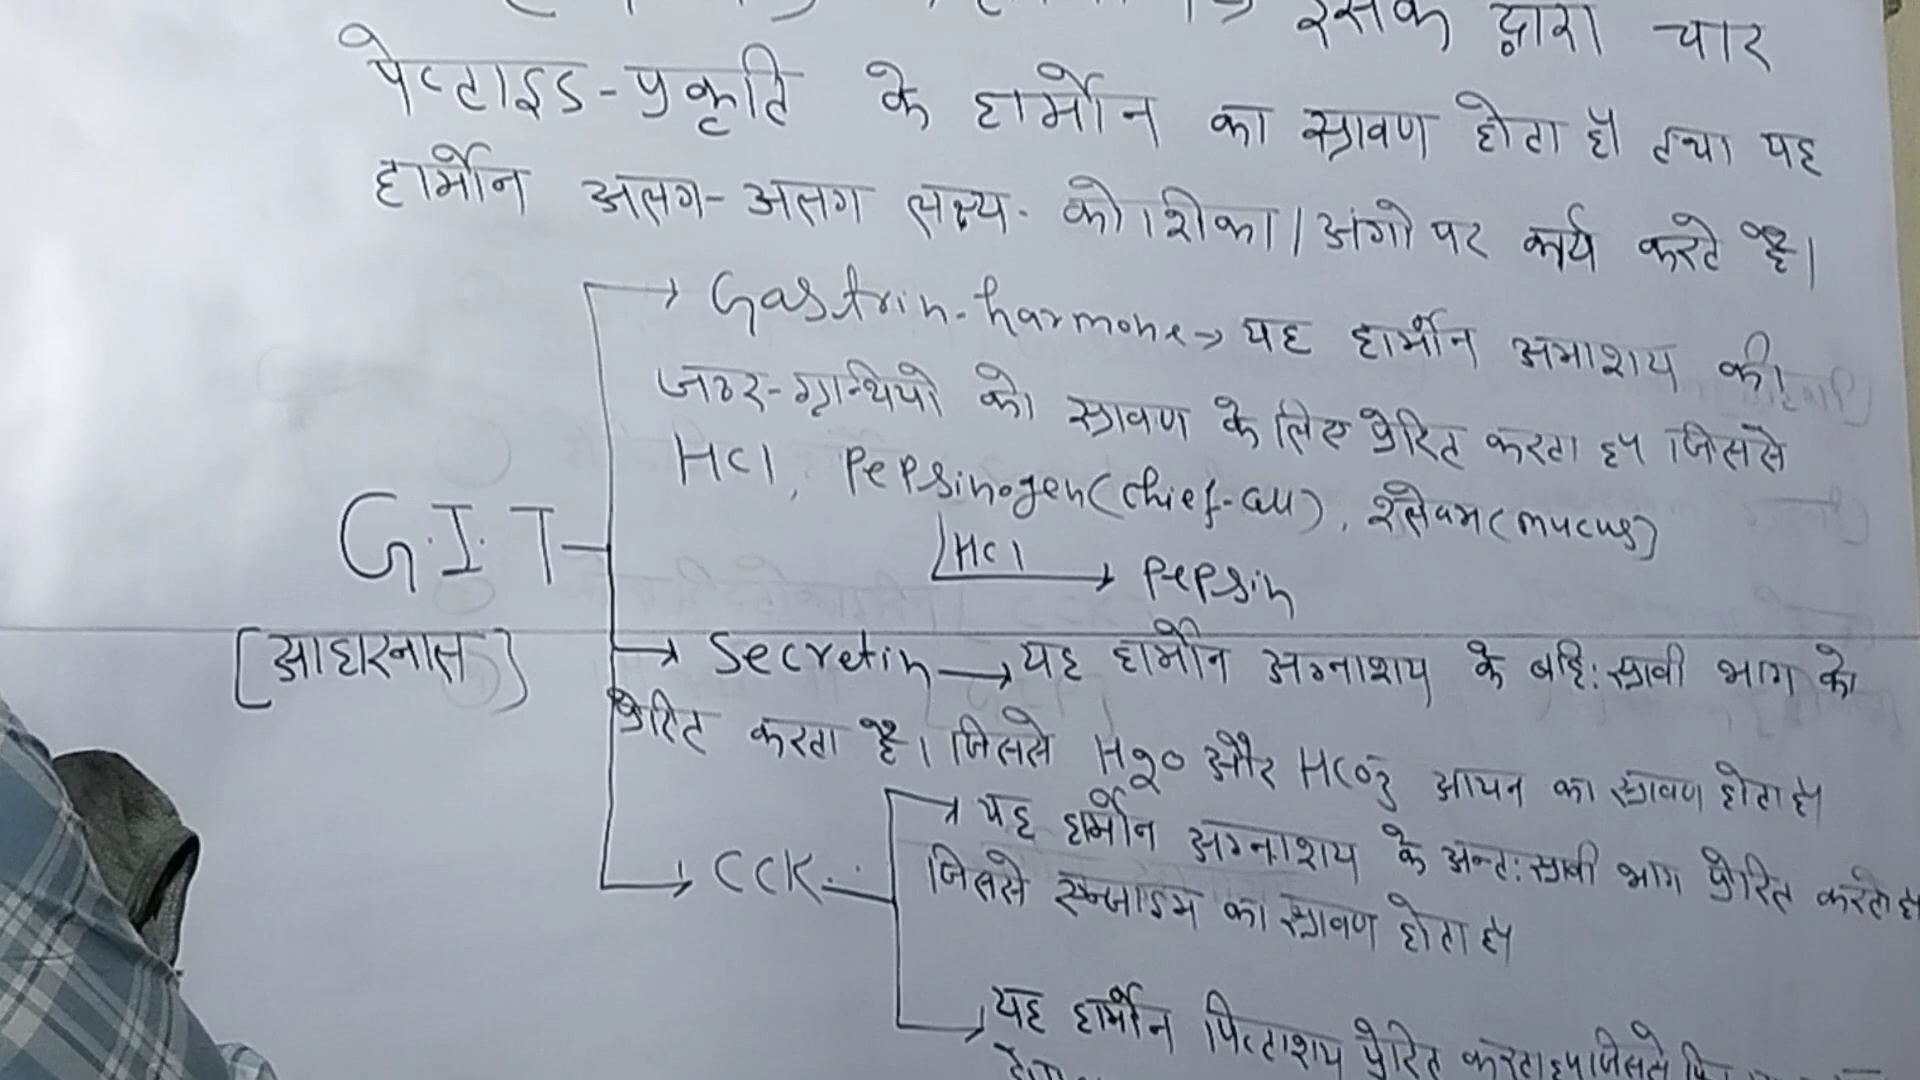 इसके द्वारा चार
पेप्टाइड-प्रकृति के हार्मोन का स्रावण होता है तथा यह
हार्मोन अलग-अलग लक्ष्य-कोशिका/अंगो पर कार्य करते है।
Gastrin-harmone→ यह हार्मोन अमाशय की
जठर-ग्रन्थियो को स्रावण के लिए प्रेरित करता है जिससे
HCl, Pepsinogen(chief-cell), श्लेष्म(mucus)
HCl → Pepsin
G.I.T
[आहारनाल]
→ Secretin → यह हार्मोन अग्नाशय के बहि:स्रावी भाग को
प्रेरित करता है। जिससे H2O और HCO3 आयन का स्रावण होता है
→ CCK
→ यह हार्मोन अग्नाशय के अन्त:स्रावी भाग प्रेरित करता है
जिससे एन्जाइम का स्रावण होता है
→ यह हार्मोन पित्ताशय प्रेरित करता है जिससे